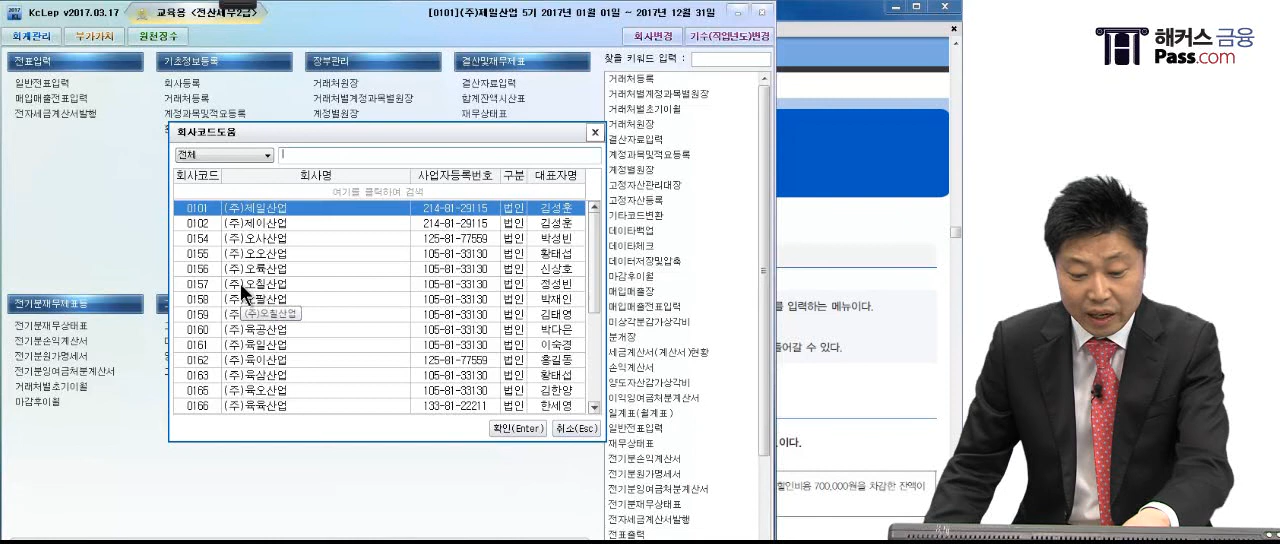 KcLep v2017.03.17
교육용 <전산세무2급>
[0101](주)제일산업 5기 2017년 01월 01일 ~ 2017년 12월 31일
회계관리
부가가치
원천징수
회사변경
기수(작업년도)변경
전표입력
기초정보등록
장부관리
결산및재무제표
찾을 키워드 입력 :
일반전표입력
회사등록
거래처원장
결산자료입력
매입매출전표입력
거래처등록
거래처별계정과목별원장
합계잔액시산표
전자세금계산서발행
계정과목및적요등록
계정별원장
재무상태표
회사코드도움
전체
회사코드 회사명 사업자등록번호 구분 대표자명
여기를 클릭하여 검색
0101 (주)제일산업 214-81-29115 법인 김성훈
0102 (주)제이산업 214-81-29115 법인 김성훈
0154 (주)오사산업 125-81-77559 법인 박성빈
0155 (주)오오산업 105-81-33130 법인 황태섭
0156 (주)오륙산업 105-81-33130 법인 신상호
0157 (주)오칠산업 105-81-33130 법인 정성빈
0158 (주)오팔산업 105-81-33130 법인 박재인
0159 105-81-33130 법인 김태영
(주)오칠산업
0160 (주)육공산업 105-81-33130 법인 박다은
0161 (주)육일산업 105-81-33130 법인 이숙경
0162 (주)육이산업 125-81-77559 법인 홍길동
0163 (주)육삼산업 105-81-33130 법인 황태섭
0165 (주)육오산업 105-81-33130 법인 김한양
0166 (주)육육산업 133-81-22211 법인 한세영
확인(Enter) 취소(Esc)
전기분재무제표등
전기분재무상태표
전기분손익계산서
전기분원가명세서
전기분잉여금처분계산서
거래처별초기이월
마감후이월
거래처등록
거래처별계정과목별원장
거래처별초기이월
거래처원장
결산자료입력
계정과목및적요등록
계정별원장
고정자산관리대장
고정자산등록
기타코드변환
데이타백업
데이타체크
데이터저장및압축
마감후이월
매입매출장
매입매출전표입력
미상각분감가상각비
분개장
세금계산서(계산서)현황
손익계산서
양도자산감가상각비
이익잉여금처분계산서
일계표(월계표)
일반전표입력
재무상태표
전기분손익계산서
전기분원가명세서
전기분잉여금처분계산서
전기분재무상태표
전자세금계산서발행
전표출력
를 입력하는 메뉴이다.
들어갈 수 있다.
이다.
할인비용 700,000원을 차감한 잔액이
해커스 금융
Pass.com